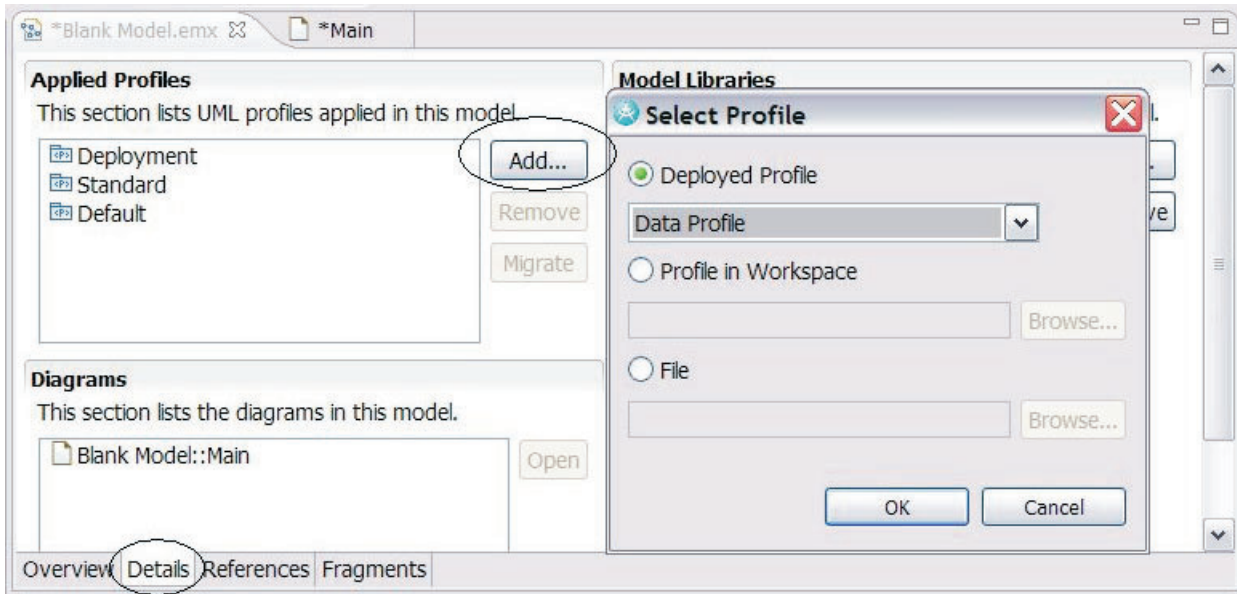 *Blank Model.emx
*Main
Applied Profiles
This section lists UML profiles applied in this model.
Deployment
Standard
Default
Add...
Remove
Migrate
Diagrams
This section lists the diagrams in this model.
Blank Model::Main
Open
Model Libraries
Select Profile
Deployed Profile
Data Profile
Profile in Workspace
Browse...
File
Browse...
OK
Cancel
Overview Details References Fragments